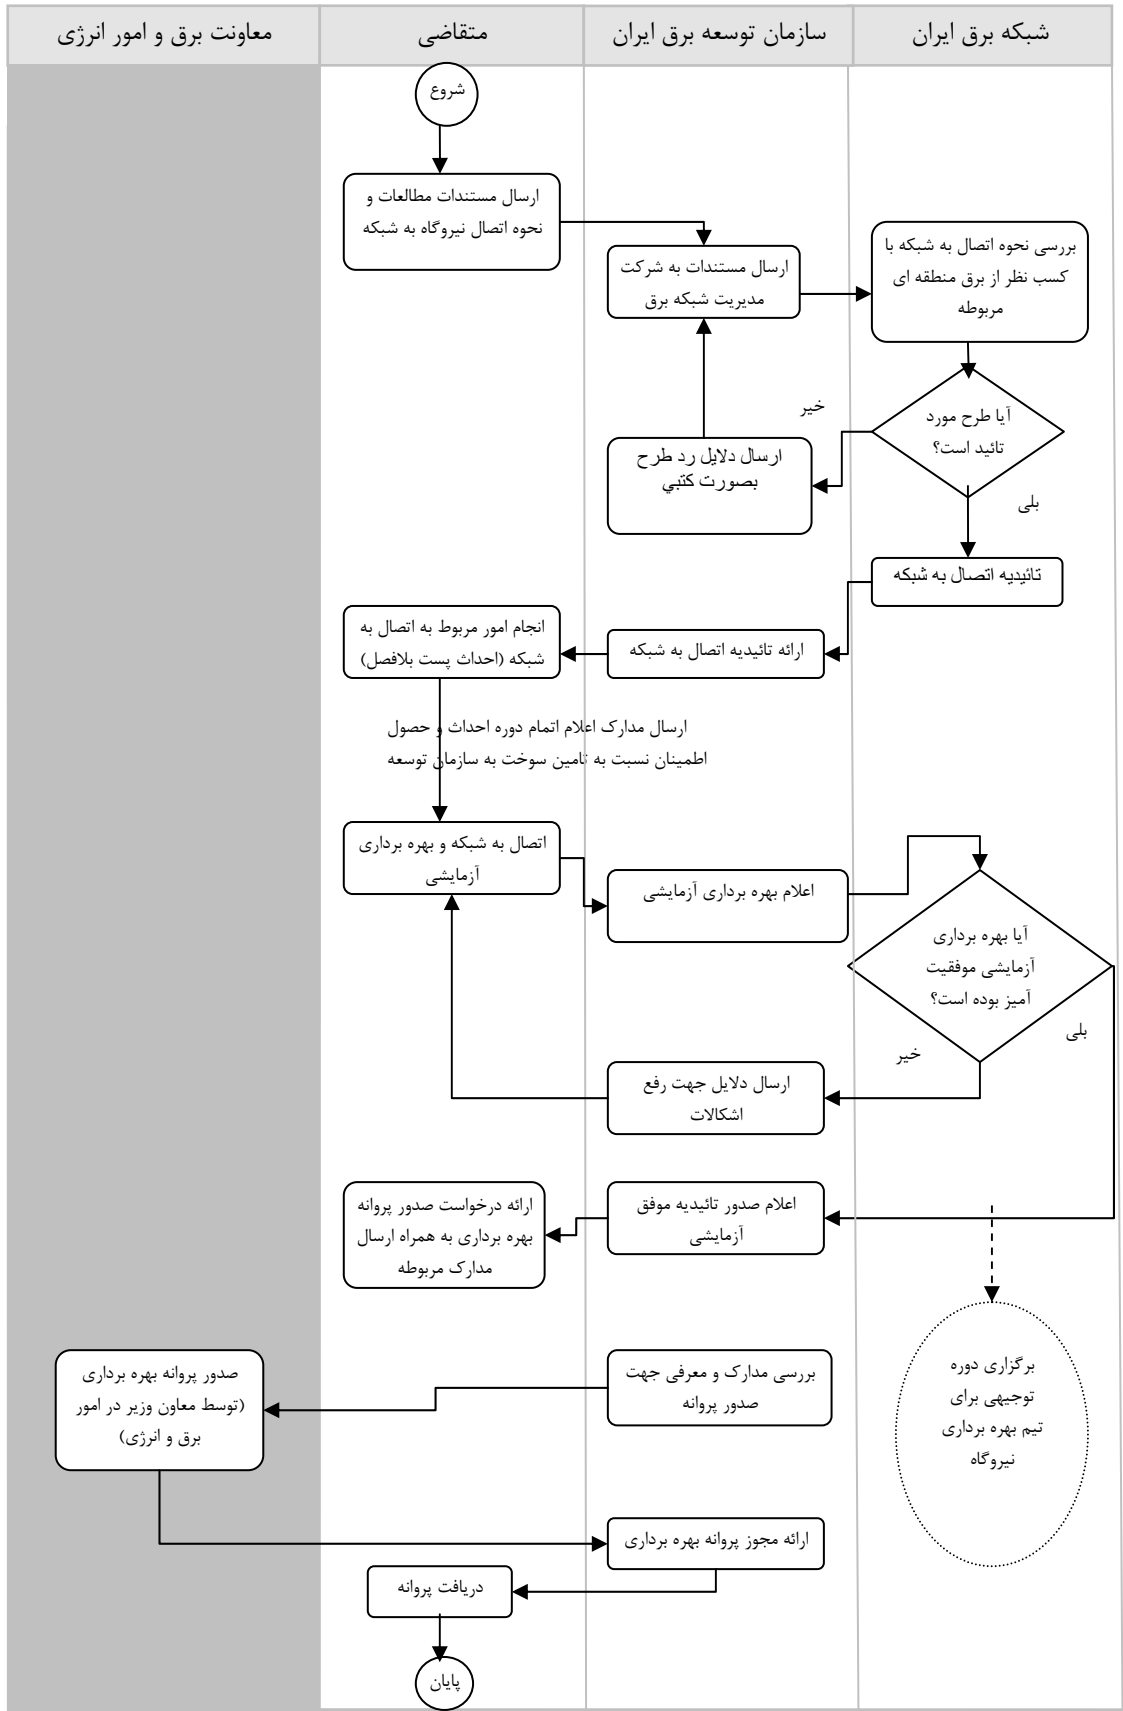 شبکه برق ایران
سازمان توسعه برق ایران
متقاضی
معاونت برق و امور انرژی
شروع
ارسال مستندات مطالعات و
نحوه اتصال نیروگاه به شبکه
ارسال مستندات به شرکت
مدیریت شبکه برق
بررسی نحوه اتصال به شبکه با
کسب نظر از برق منطقه ای
مربوطه
آیا طرح مورد
تائید است؟
خیر
ارسال دلایل رد طرح
بصورت کتبي
بلی
تائیدیه اتصال به شبکه
ارائه تائیدیه اتصال به شبکه
انجام امور مربوط به اتصال به
شبکه (احداث پست بلافصل)
ارسال مدارک اعلام اتمام دوره احداث و حصول
اطمینان نسبت به تامین سوخت به سازمان توسعه
اتصال به شبکه و بهره برداری
آزمایشی
اعلام بهره برداری آزمایشی
آیا بهره برداری
آزمایشی موفقیت
آمیز بوده است؟
بلی
خیر
ارسال دلایل جهت رفع
اشکالات
اعلام صدور تائیدیه موفق
آزمایشی
ارائه درخواست صدور پروانه
بهره برداری به همراه ارسال
مدارک مربوطه
برگزاری دوره
توجیهی برای
تیم بهره برداری
نیروگاه
بررسی مدارک و معرفی جهت
صدور پروانه
صدور پروانه بهره برداری
(توسط معاون وزیر در امور
برق و انرژی)
ارائه مجوز پروانه بهره برداری
دریافت پروانه
پایان